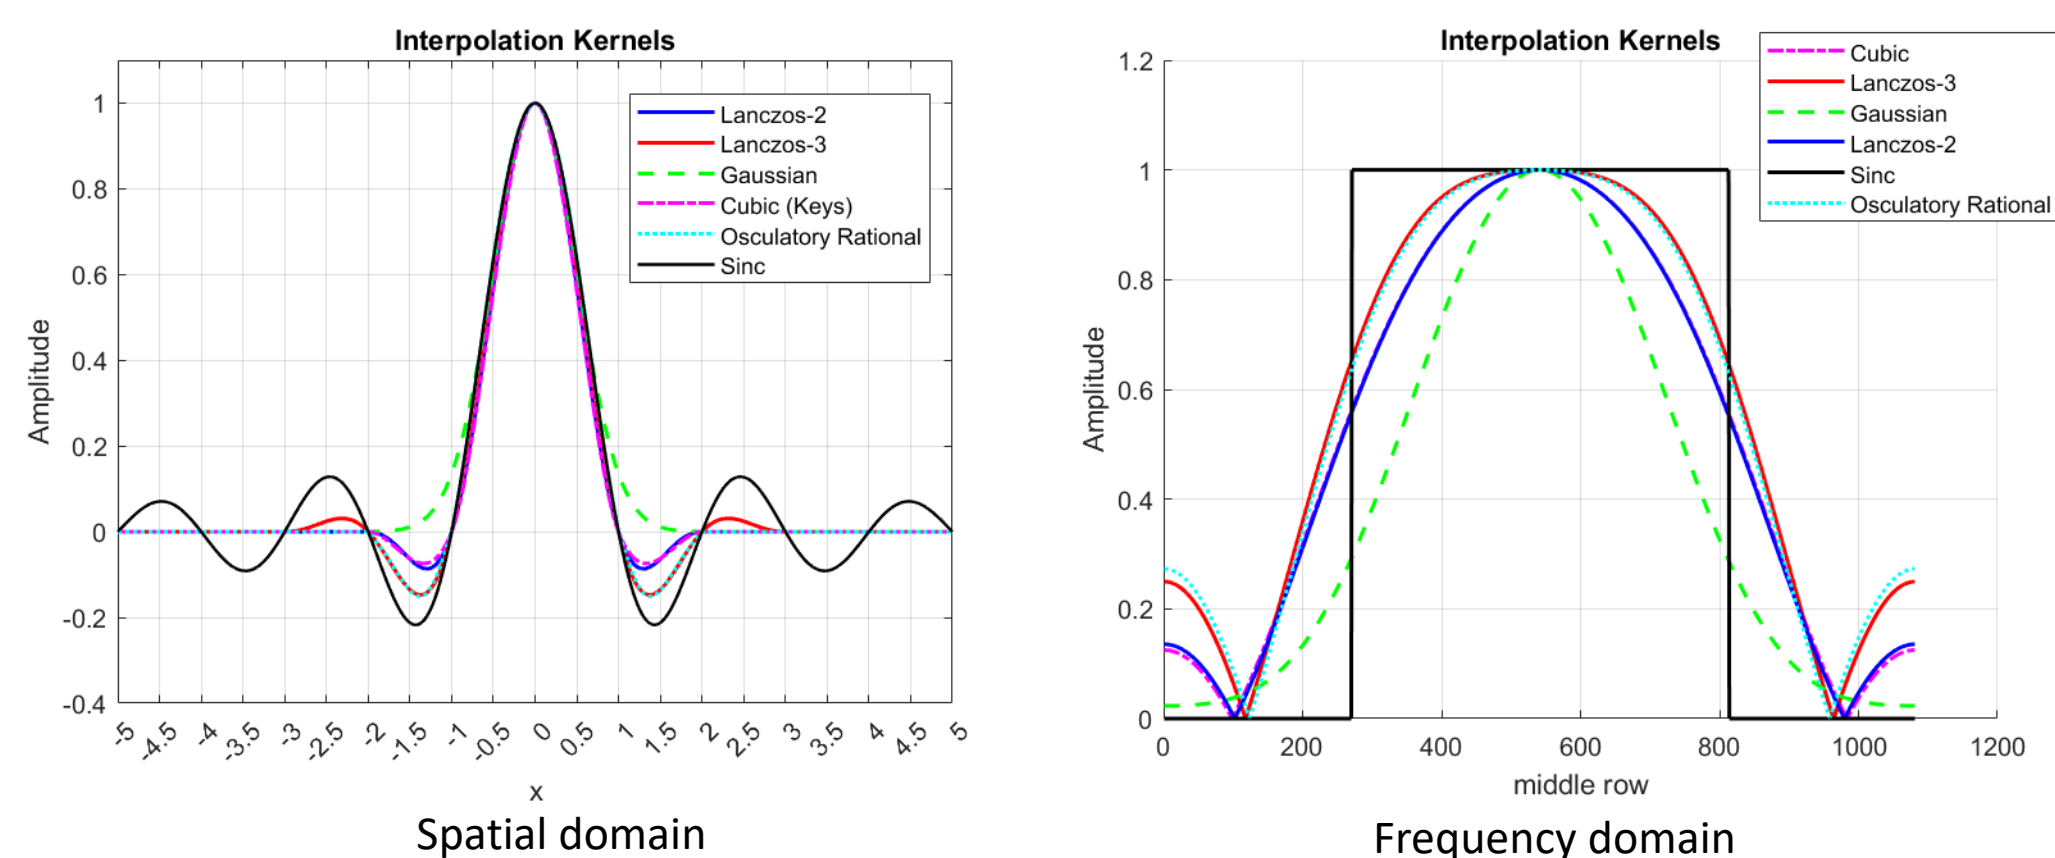 Interpolation Kernels
1
0.8
0.6
0.4
0.2
0
-0.2
-0.4
Amplitude
-5 -4.5 -4 -3.5 -3 -2.5 -2 -1.5 -1 -0.5 0 0.5 1 1.5 2 2.5 3 3.5 4 4.5 5
x
Lanczos-2
Lanczos-3
Gaussian
Cubic (Keys)
Osculatory Rational
Sinc
Spatial domain
Interpolation Kernels
1.2
1
0.8
0.6
0.4
0.2
0
Amplitude
0 200 400 600 800 1000 1200
middle row
Cubic
Lanczos-3
Gaussian
Lanczos-2
Sinc
Osculatory Rational
Frequency domain